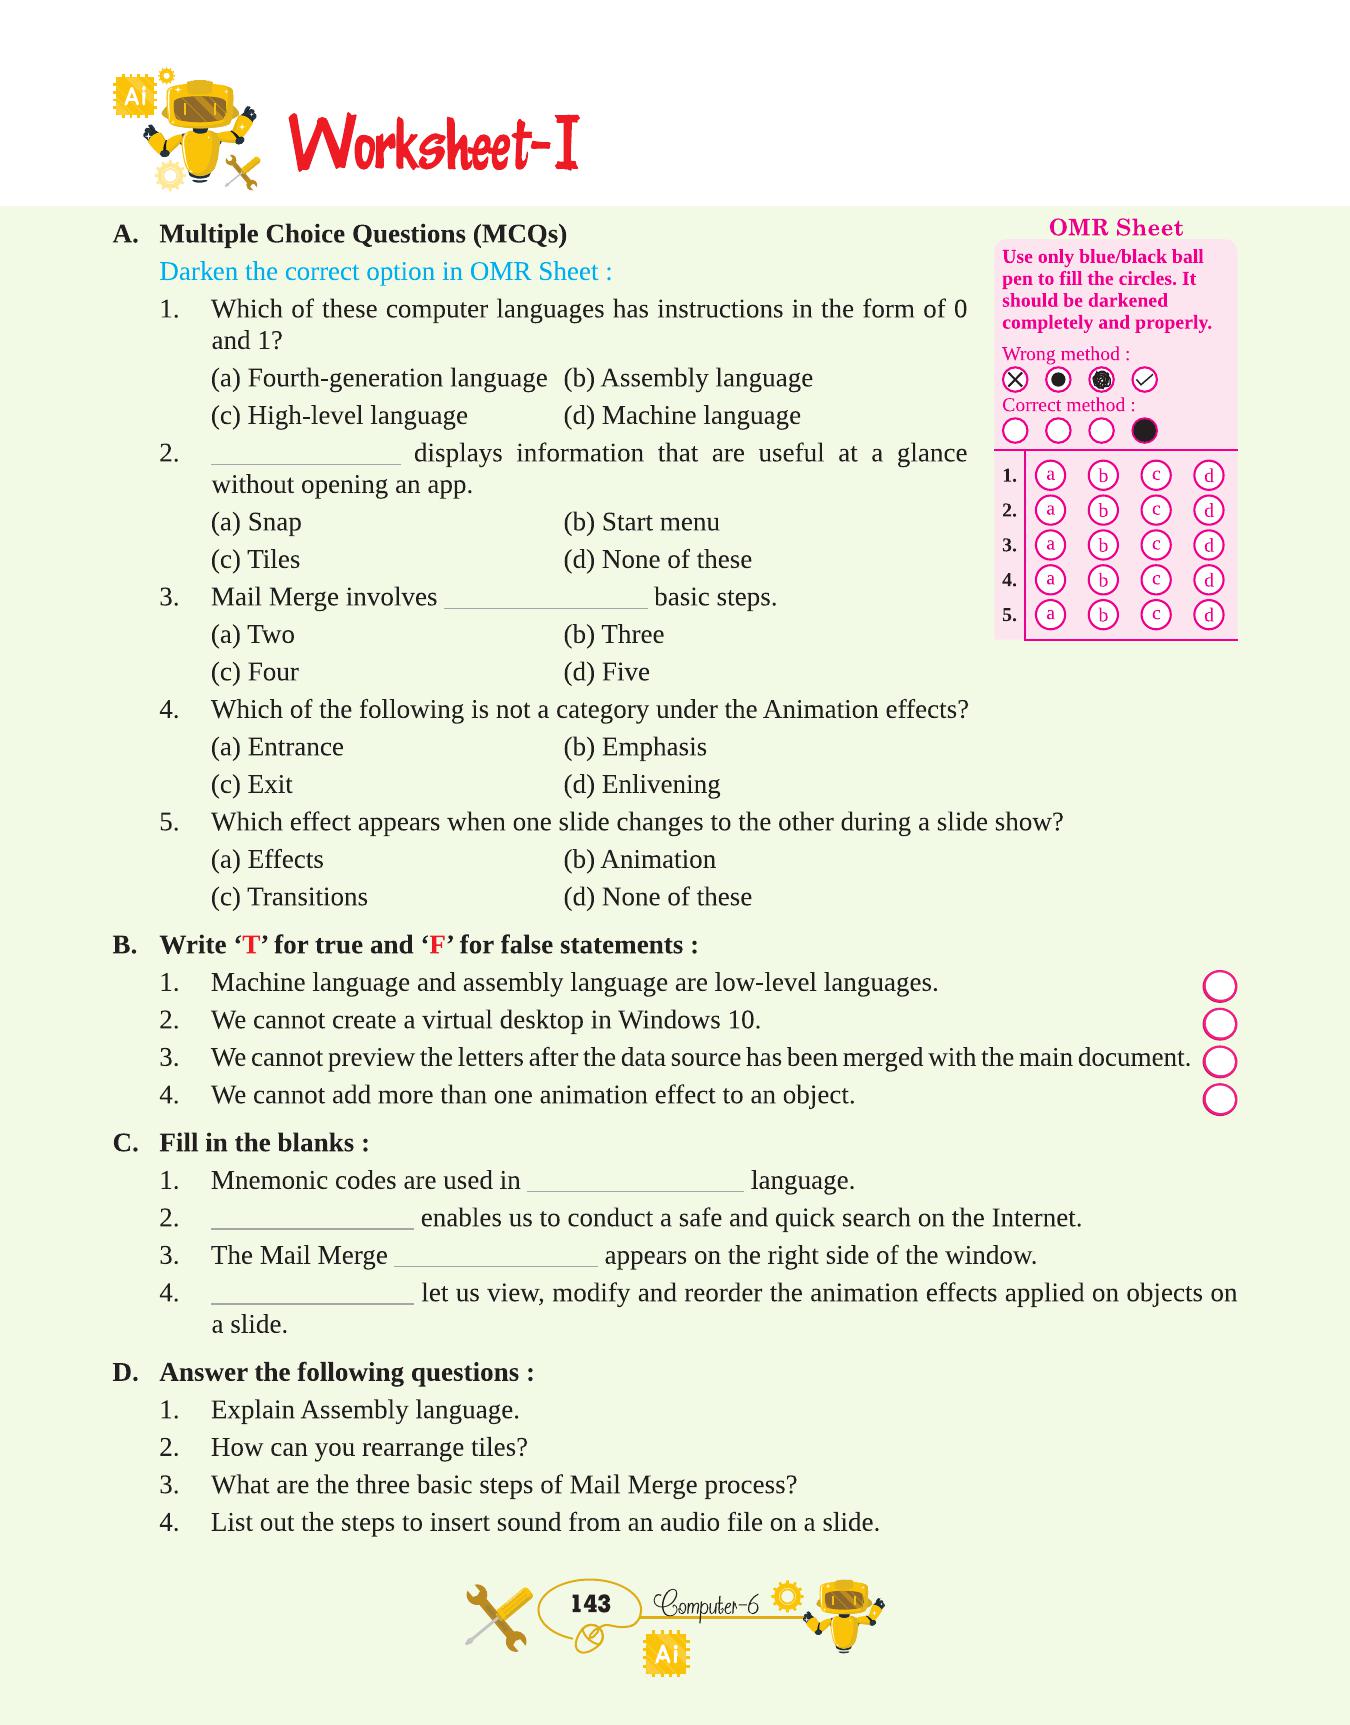 Ai
Worksheet-I
A. Multiple Choice Questions (MCQs)
Darken the correct option in OMR Sheet :
1. Which of these computer languages has instructions in the form of 0
and 1?
(a) Fourth-generation language (b) Assembly language
(c) High-level language (d) Machine language
2. ______________ displays information that are useful at a glance
without opening an app.
(a) Snap (b) Start menu
(c) Tiles (d) None of these
3. Mail Merge involves _______________ basic steps.
(a) Two (b) Three
(c) Four (d) Five
4. Which of the following is not a category under the Animation effects?
(a) Entrance (b) Emphasis
(c) Exit (d) Enlivening
5. Which effect appears when one slide changes to the other during a slide show?
(a) Effects (b) Animation
(c) Transitions (d) None of these
OMR Sheet
Use only blue/black ball
pen to fill the circles. It
should be darkened
completely and properly.
Wrong method :
Correct method :
1. a b c d
2. a b c d
3. a b c d
4. a b c d
5. a b c d
B. Write ‘T’ for true and ‘F’ for false statements :
1. Machine language and assembly language are low-level languages.
2. We cannot create a virtual desktop in Windows 10.
3. We cannot preview the letters after the data source has been merged with the main document.
4. We cannot add more than one animation effect to an object.
C. Fill in the blanks :
1. Mnemonic codes are used in ________________ language.
2. _______________ enables us to conduct a safe and quick search on the Internet.
3. The Mail Merge _______________ appears on the right side of the window.
4. _______________ let us view, modify and reorder the animation effects applied on objects on
a slide.
D. Answer the following questions :
1. Explain Assembly language.
2. How can you rearrange tiles?
3. What are the three basic steps of Mail Merge process?
4. List out the steps to insert sound from an audio file on a slide.
143 Computer-6
Ai